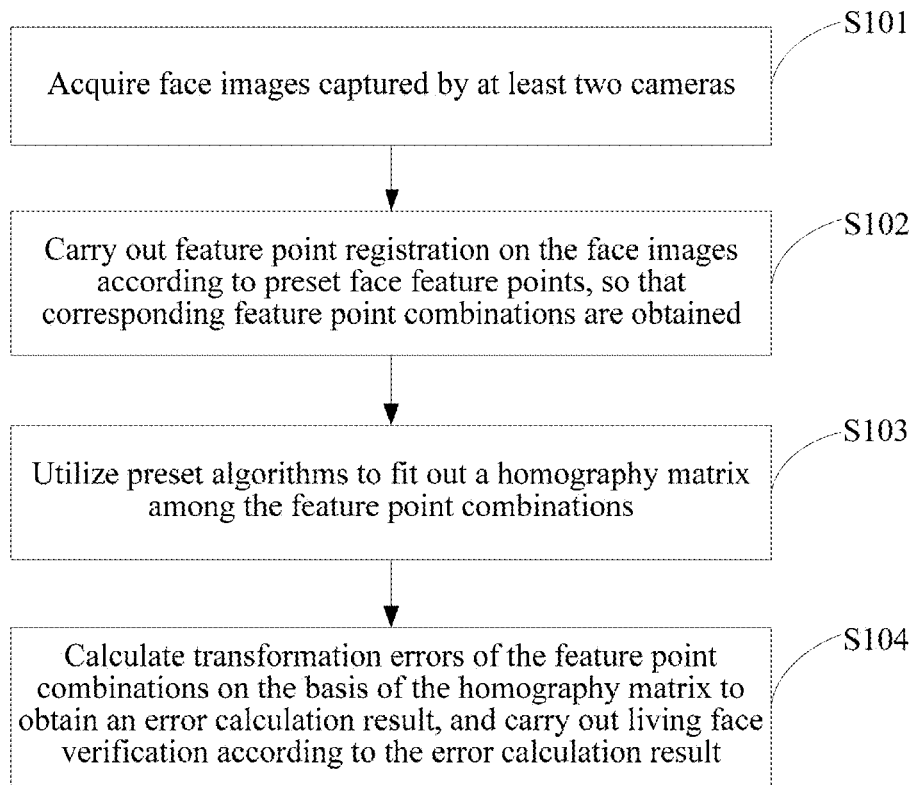 S101
Acquire face images captured by at least two cameras
S102
Carry out feature point registration on the face images
according to preset face feature points, so that
corresponding feature point combinations are obtained
S103
Utilize preset algorithms to fit out a homography matrix
among the feature point combinations
S104
Calculate transformation errors of the feature point
combinations on the basis of the homography matrix to
obtain an error calculation result, and carry out living face
verification according to the error calculation result